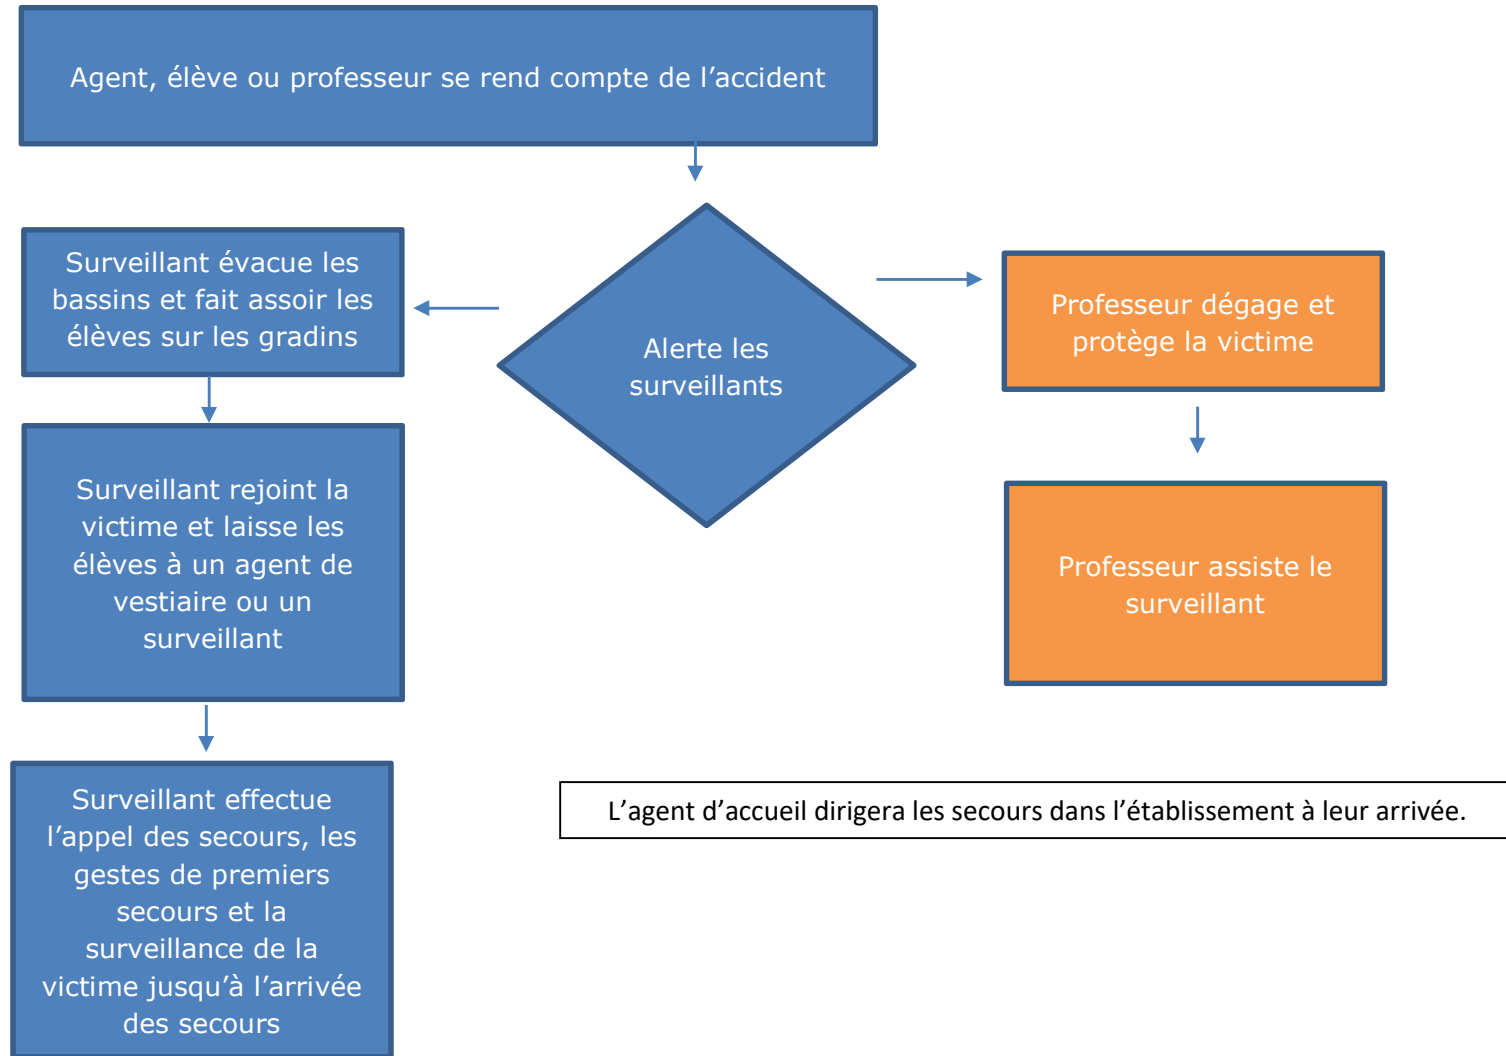 Agent, élève ou professeur se rend compte de l’accident
Surveillant évacue les
bassins et fait assoir les
élèves sur les gradins
Alerte les
surveillants
Professeur dégage et
protège la victime
Surveillant rejoint la
victime et laisse les
élèves à un agent de
vestiaire ou un
surveillant
Professeur assiste le
surveillant
Surveillant effectue
l’appel des secours, les
gestes de premiers
secours et la
surveillance de la
victime jusqu’à l’arrivée
des secours
L’agent d’accueil dirigera les secours dans l’établissement à leur arrivée.